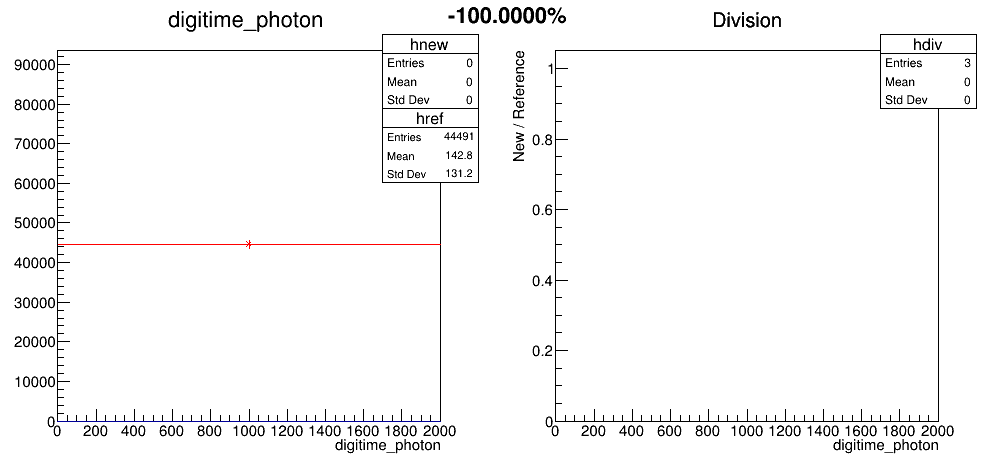 digitime_photon
-100.0000%
Division
hnew
Entries 0
Mean 0
Std Dev 0
href
Entries 44491
Mean 142.8
Std Dev 131.2
90000
80000
70000
60000
50000
40000
30000
20000
10000
0
0 200 400 600 800 1000 1200 1400 1600 1800 2000
digitime_photon
hdiv
Entries 3
Mean 0
Std Dev 0
New / Reference
1
0.8
0.6
0.4
0.2
0
0 200 400 600 800 1000 1200 1400 1600 1800 2000
digitime_photon